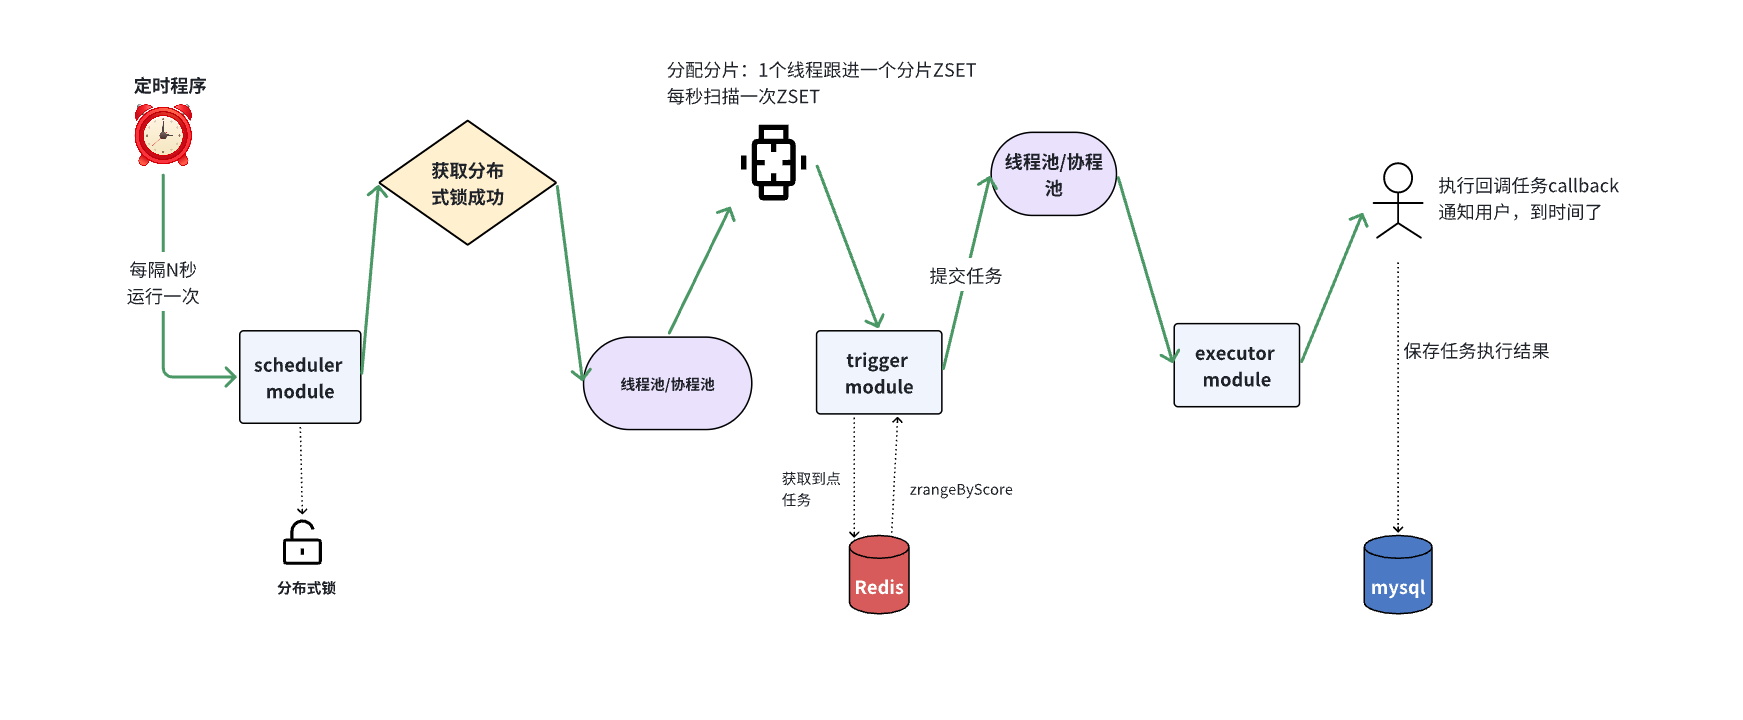 定时程序
每隔N秒
运行一次
scheduler
module
分布式锁
获取分布
式锁成功
线程池/协程池
分配分片：1个线程跟进一个分片ZSET
每秒扫描一次ZSET
trigger
module
获取到点
任务
zrangeByScore
Redis
提交任务
线程池/协程
池
executor
module
执行回调任务callback
通知用户，到时间了
保存任务执行结果
mysql